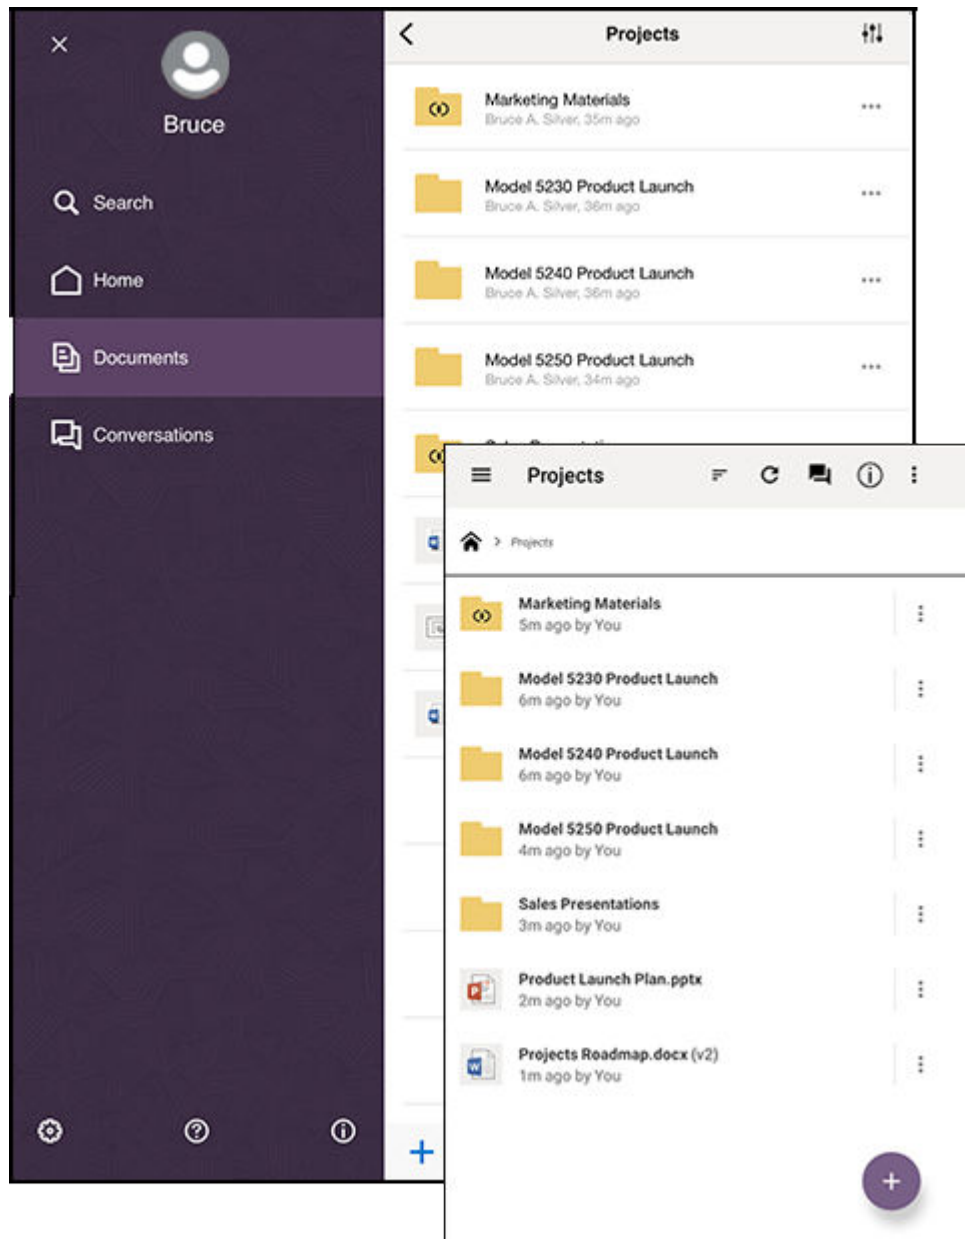 Bruce
Search
Home
Documents
Conversations
Projects
Marketing Materials
Bruce A. Silver, 35m ago
Model 5230 Product Launch
Bruce A. Silver, 36m ago
Model 5240 Product Launch
Bruce A. Silver, 36m ago
Model 5250 Product Launch
Bruce A. Silver, 34m ago
Projects
Projects
Marketing Materials
5m ago by You
Model 5230 Product Launch
6m ago by You
Model 5240 Product Launch
6m ago by You
Model 5250 Product Launch
4m ago by You
Sales Presentations
3m ago by You
Product Launch Plan.pptx
2m ago by You
Projects Roadmap.docx (v2)
1m ago by You